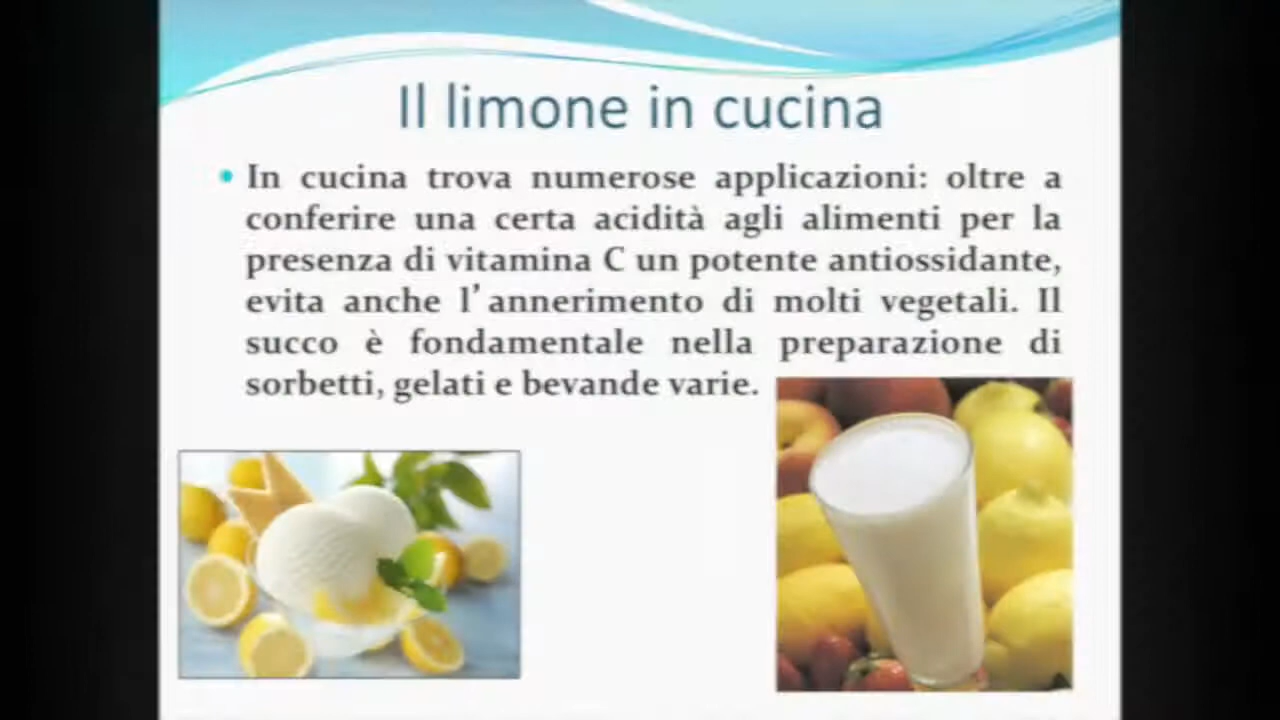 Il limone in cucina
• In cucina trova numerose applicazioni: oltre a
conferire una certa acidità agli alimenti per la
presenza di vitamina C un potente antiossidante,
evita anche l'annerimento di molti vegetali. Il
succo è fondamentale nella preparazione di
sorbetti, gelati e bevande varie.